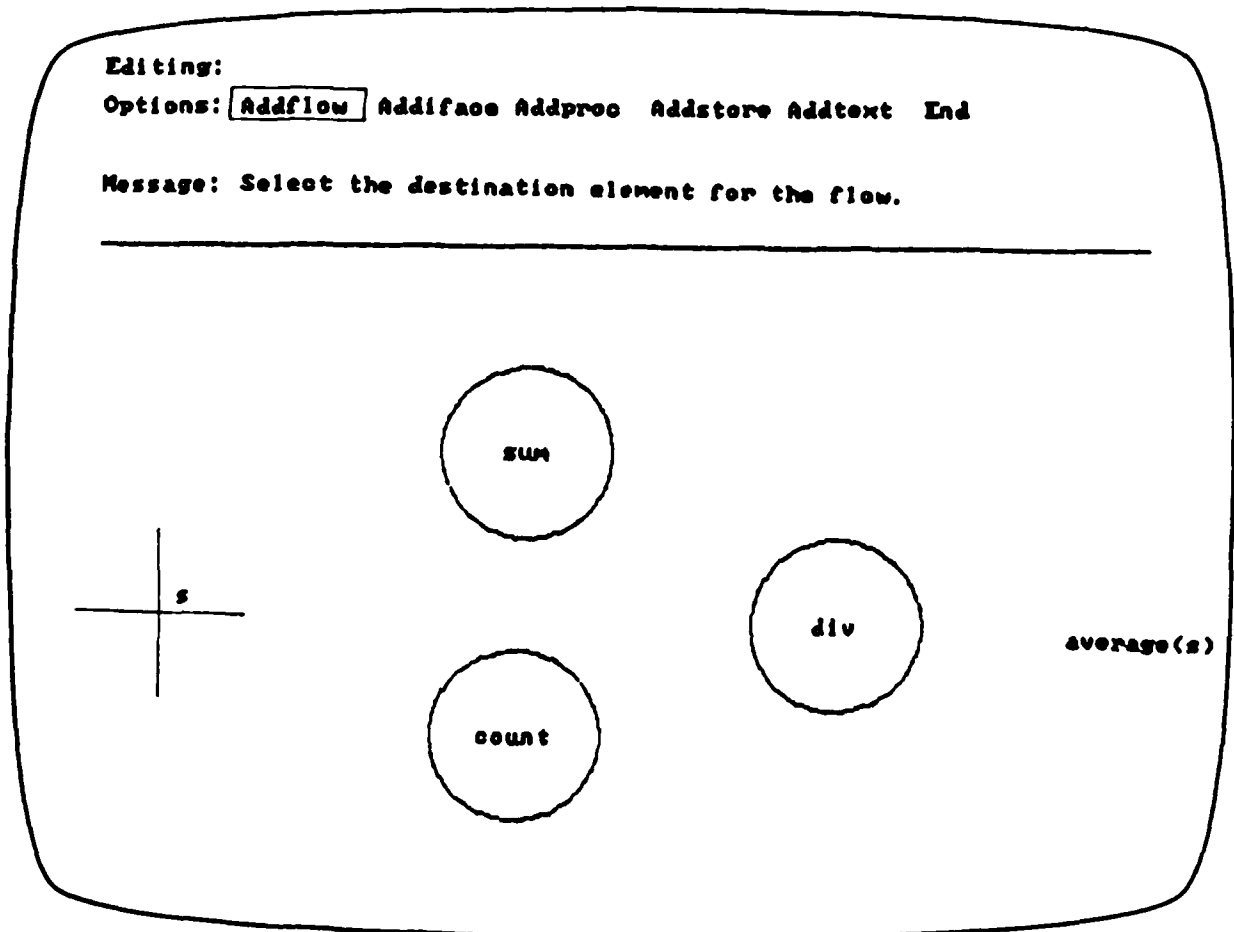 Editing:
Options: Addflow Addiface Addproc Addstore Addtext End
Message: Select the destination element for the flow.
sum
s
div
average(s)
count